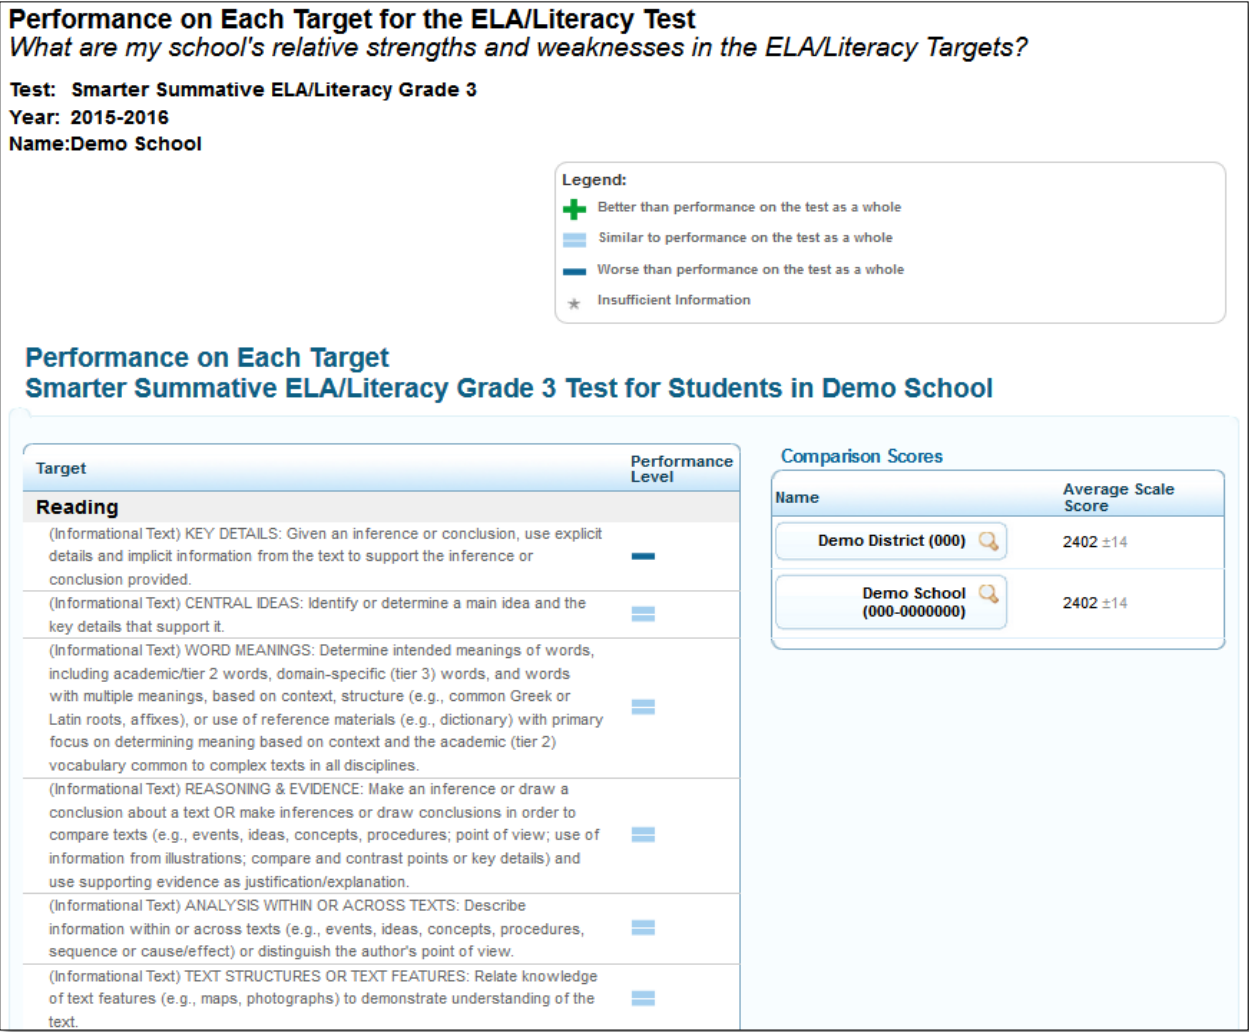 Performance on Each Target for the ELA/Literacy Test
What are my school's relative strengths and weaknesses in the ELA/Literacy Targets?
Test: Smarter Summative ELA/Literacy Grade 3
Year: 2015-2016
Name:Demo School
Legend:
Better than performance on the test as a whole
Similar to performance on the test as a whole
Worse than performance on the test as a whole
Insufficient Information
Performance on Each Target
Smarter Summative ELA/Literacy Grade 3 Test for Students in Demo School
Target
Performance
Level
Reading
(Informational Text) KEY DETAILS: Given an inference or conclusion, use explicit
details and implicit information from the text to support the inference or
conclusion provided.
(Informational Text) CENTRAL IDEAS: Identify or determine a main idea and the
key details that support it.
(Informational Text) WORD MEANINGS: Determine intended meanings of words,
including academic/tier 2 words, domain-specific (tier 3) words, and words
with multiple meanings, based on context, structure (e.g., common Greek or
Latin roots, affixes), or use of reference materials (e.g., dictionary) with primary
focus on determining meaning based on context and the academic (tier 2)
vocabulary common to complex texts in all disciplines.
(Informational Text) REASONING & EVIDENCE: Make an inference or draw a
conclusion about a text OR make inferences or draw conclusions in order to
compare texts (e.g., events, ideas, concepts, procedures; point of view; use of
information from illustrations; compare and contrast points or key details) and
use supporting evidence as justification/explanation.
(Informational Text) ANALYSIS WITHIN OR ACROSS TEXTS: Describe
information within or across texts (e.g., events, ideas, concepts, procedures,
sequence or cause/effect) or distinguish the author's point of view.
(Informational Text) TEXT STRUCTURES OR TEXT FEATURES: Relate knowledge
of text features (e.g., maps, photographs) to demonstrate understanding of the
text.
Comparison Scores
Name
Average Scale
Score
Demo District (000)
2402 ±14
Demo School
(000-0000000)
2402 ±14